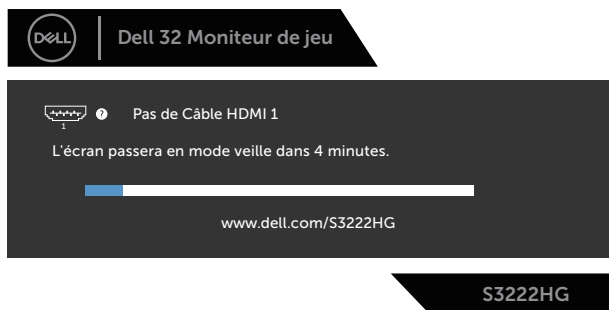 DELL
Dell 32 Moniteur de jeu
? Pas de Câble HDMI 1
1
L'écran passera en mode veille dans 4 minutes.
www.dell.com/S3222HG
S3222HG